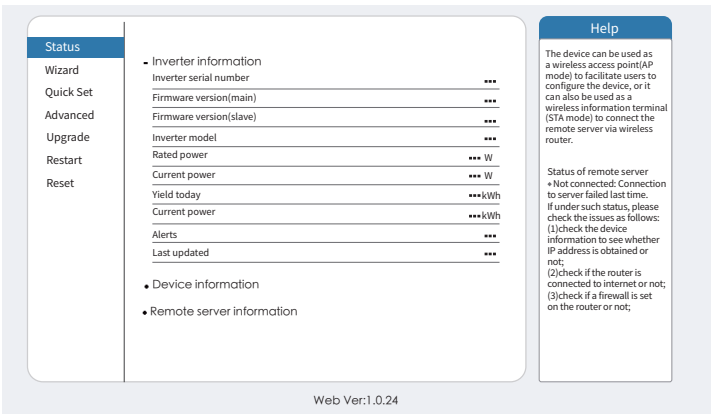 Status
Wizard
Quick Set
Advanced
Upgrade
Restart
Reset
- Inverter information
Inverter serial number ---
Firmware version(main) ---
Firmware version(slave) ---
Inverter model ---
Rated power --- W
Current power --- W
Yield today ---kWh
Current power ---kWh
Alerts ---
Last updated ---
• Device information
• Remote server information
Help
The device can be used as
a wireless access point(AP
mode) to facilitate users to
configure the device, or it
can also be used as a
wireless information terminal
(STA mode) to connect the
remote server via wireless
router.
Status of remote server
⬥Not connected: Connection
to server failed last time.
If under such status, please
check the issues as follows:
(1)check the device
information to see whether
IP address is obtained or
not;
(2)check if the router is
connected to internet or not;
(3)check if a firewall is set
on the router or not;
Web Ver:1.0.24